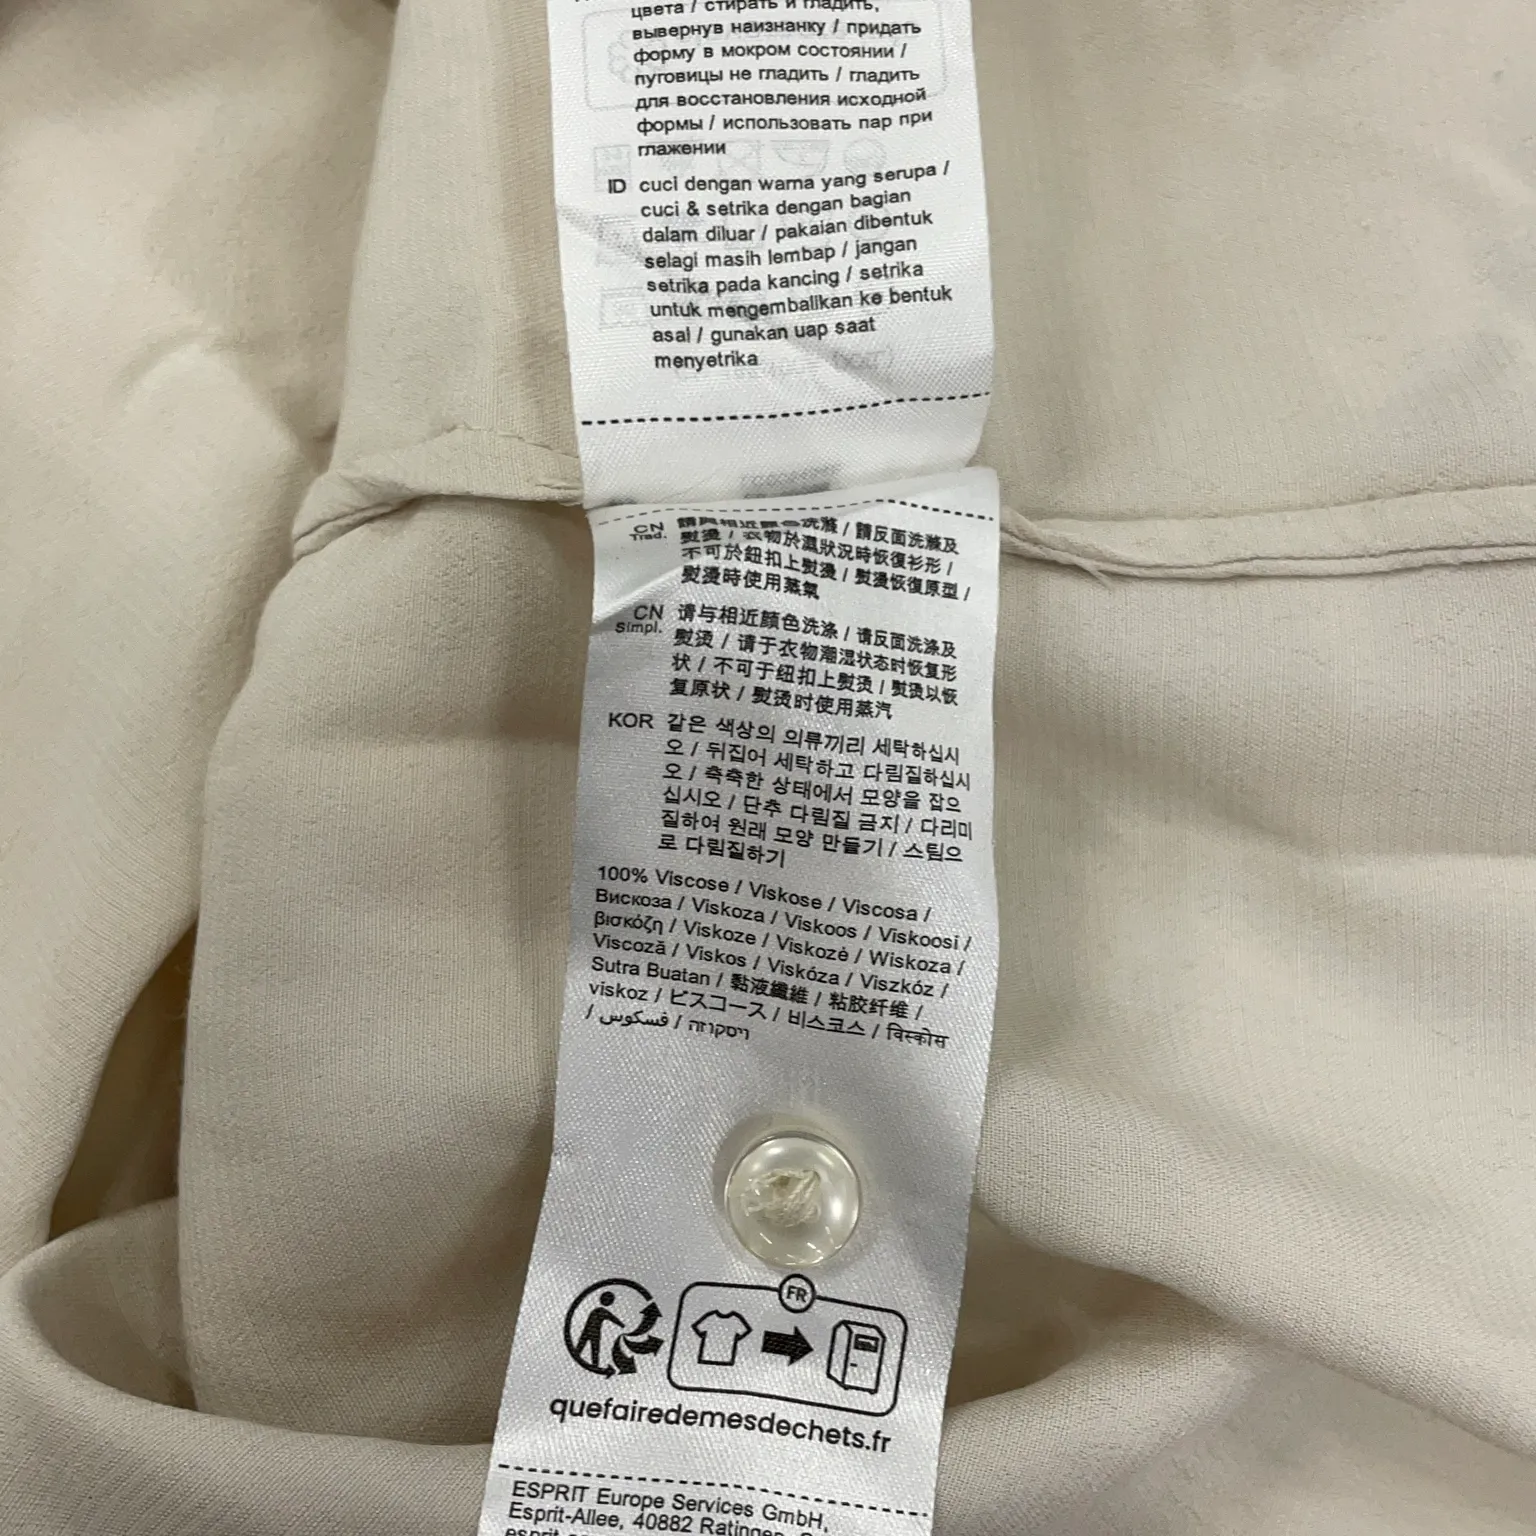 цвета / стирать и гладить,
вывернув наизнанку / придать
форму в мокром состоянии /
пуговицы не гладить / гладить
для восстановления исходной
формы / использовать пар при
глажении
ID cuci dengan warna yang serupa /
cuci & setrika dengan bagian
dalam diluar / pakaian dibentuk
selagi masih lembap / jangan
setrika pada kancing / setrika
untuk mengembalikan ke bentuk
asal / gunakan uap saat
menyetrika
CN Trad. 請與相近顏色洗滌 / 請反面洗滌及
熨燙 / 衣物於濕狀況時恢復衫形 /
不可於鈕扣上熨燙 / 熨燙恢復原型 /
熨燙時使用蒸氣
CN Simpl. 请与相近颜色洗涤 / 请反面洗涤及
熨烫 / 请于衣物潮湿状态时恢复形
状 / 不可于纽扣上熨烫 / 熨烫以恢
复原状 / 熨烫时使用蒸汽
KOR 같은 색상의 의류끼리 세탁하십시
오 / 뒤집어 세탁하고 다림질하십시
오 / 축축한 상태에서 모양을 잡으
십시오 / 단추 다림질 금지 / 다리미
질하여 원래 모양 만들기 / 스팀으
로 다림질하기
100% Viscose / Viskose / Viscosa /
Вискоза / Viskoza / Viskoos / Viskoosi /
βισκόζη / Viskoze / Viskozė / Wiskoza /
Viscoză / Viskos / Viskóza / Viszkóz /
Sutra Buatan / 黏液纖維 / 粘胶纤维 /
viskoz / ビスコース / 비스코스 / विस्कोस
/ فسكوس / ויסקוזה
FR
quefairedemesdechets.fr
ESPRIT Europe Services GmbH,
Esprit-Allee, 40882 Ratingen,